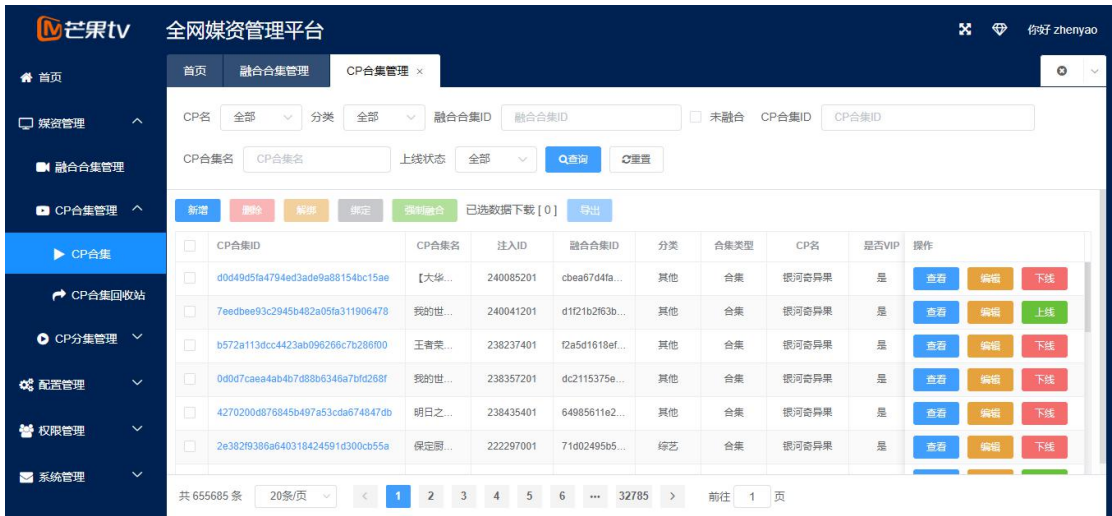 芒果tv 全网媒资管理平台 你好 zhenyao
首页 首页 融合合集管理 CP合集管理 ×
媒资管理
融合合集管理
CP合集管理
CP合集
CP合集回收站
CP分集管理
配置管理
权限管理
系统管理
CP名 全部 分类 全部 融合合集ID 融合合集ID 未融合 CP合集ID CP合集ID
CP合集名 CP合集名 上线状态 全部 查询 重置
新增 删除 解绑 绑定 强制融合 已选数据下载 [ 0 ] 导出
CP合集ID CP合集名 注入ID 融合合集ID 分类 合集类型 CP名 是否VIP 操作
d0d49d5fa4794ed3ade9a88154bc15ae 【大华... 240085201 cbea67d4fa... 其他 合集 银河奇异果 是 查看 编辑 下线
7eedbee93c2945b482a05fa311906478 我的世... 240041201 d1f21b2f63b... 其他 合集 银河奇异果 是 查看 编辑 上线
b572a113dcc4423ab096266c7b286f00 王者荣... 238237401 f2a5d1618ef... 其他 合集 银河奇异果 是 查看 编辑 下线
0d0d7caea4ab4b7d88b6346a7bfd268f 我的世... 238357201 dc2115375e... 其他 合集 银河奇异果 是 查看 编辑 下线
4270200d876845b497a53cda674847db 明日之... 238435401 64985611e2... 其他 合集 银河奇异果 是 查看 编辑 下线
2e382f9386a640318424591d300cb55a 保定厨... 222297001 71d02495b5... 综艺 合集 银河奇异果 是 查看 编辑 下线
共 655685 条 20条/页 < 1 2 3 4 5 6 ... 32785 > 前往 1 页